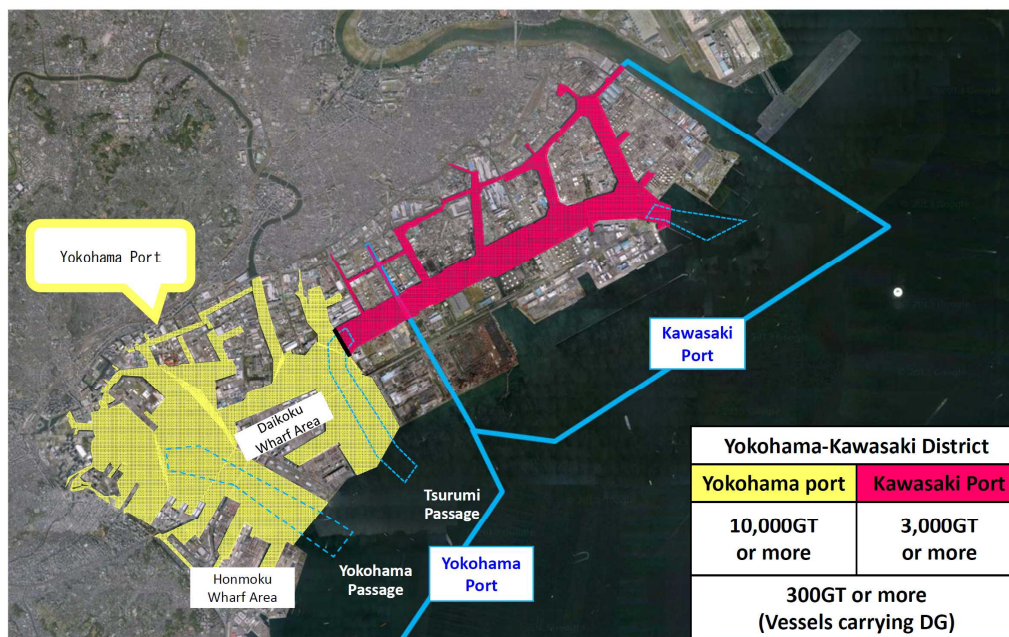 Yokohama Port
Kawasaki
Port
Daikoku
Wharf Area
Tsurumi
Passage
Yokohama
Passage
Yokohama
Port
Honmoku
Wharf Area
Yokohama-Kawasaki District
Yokohama port
Kawasaki Port
10,000GT
or more
3,000GT
or more
300GT or more
(Vessels carrying DG)